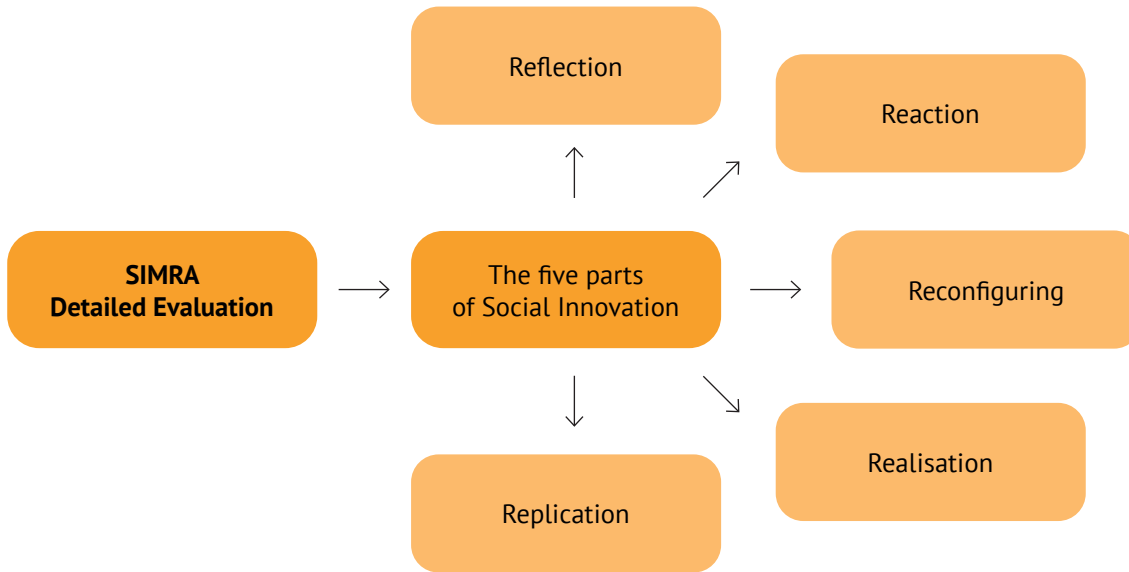 Reflection
Reaction
SIMRA
Detailed Evaluation
The five parts
of Social Innovation
Reconfiguring
Realisation
Replication